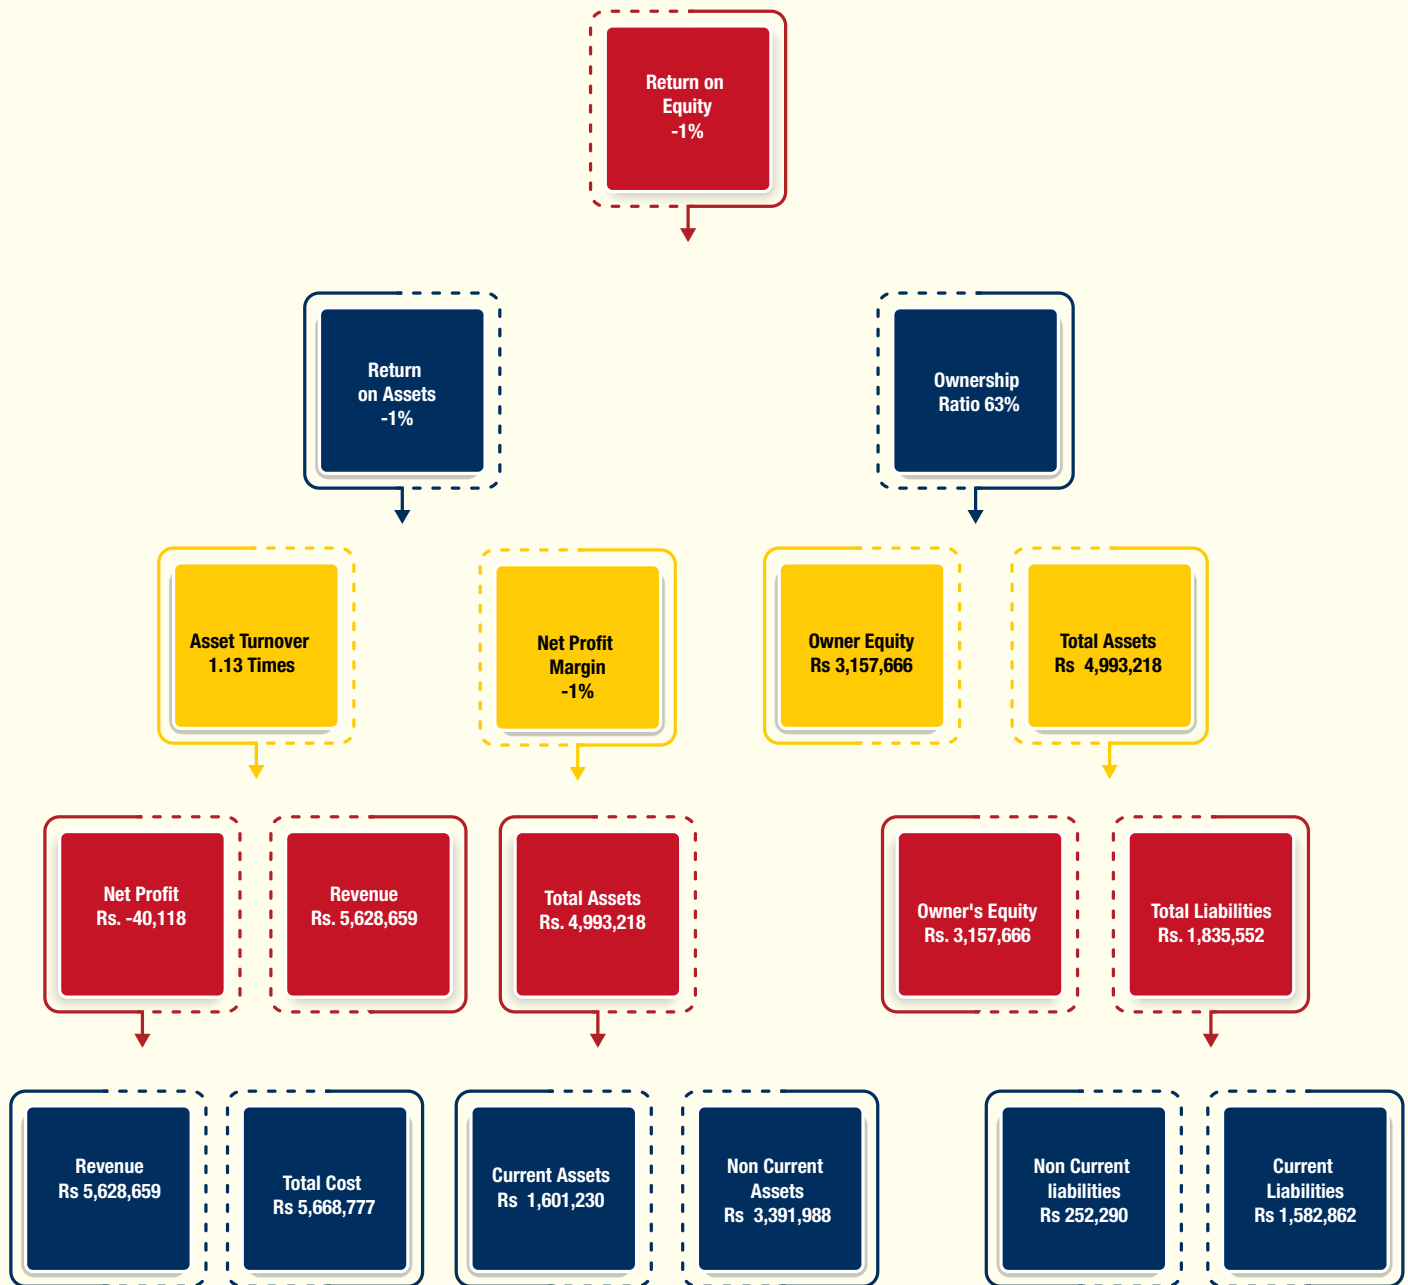 Return on
Equity
-1%
Return
on Assets
-1%
Ownership
Ratio 63%
Asset Turnover
1.13 Times
Net Profit
Margin
-1%
Owner Equity
Rs 3,157,666
Total Assets
Rs 4,993,218
Net Profit
Rs. -40,118
Revenue
Rs. 5,628,659
Total Assets
Rs. 4,993,218
Owner's Equity
Rs. 3,157,666
Total Liabilities
Rs. 1,835,552
Revenue
Rs 5,628,659
Total Cost
Rs 5,668,777
Current Assets
Rs 1,601,230
Non Current
Assets
Rs 3,391,988
Non Current
liabilities
Rs 252,290
Current
Liabilities
Rs 1,582,862